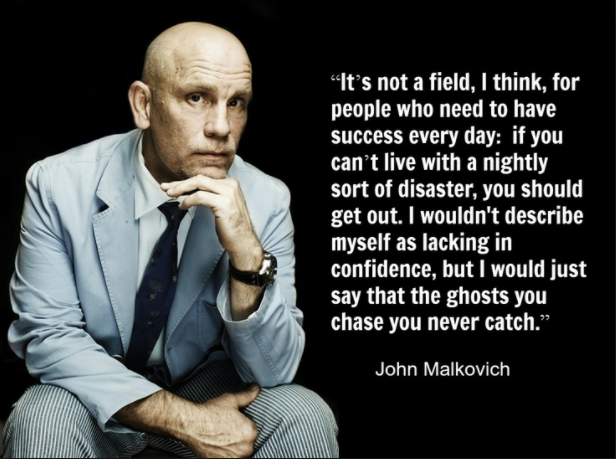 “It’s not a field, I think, for
people who need to have
success every day:  if you
can’t live with a nightly
sort of disaster, you should
get out. I wouldn't describe
myself as lacking in
confidence, but I would just
say that the ghosts you
chase you never catch.”
John Malkovich